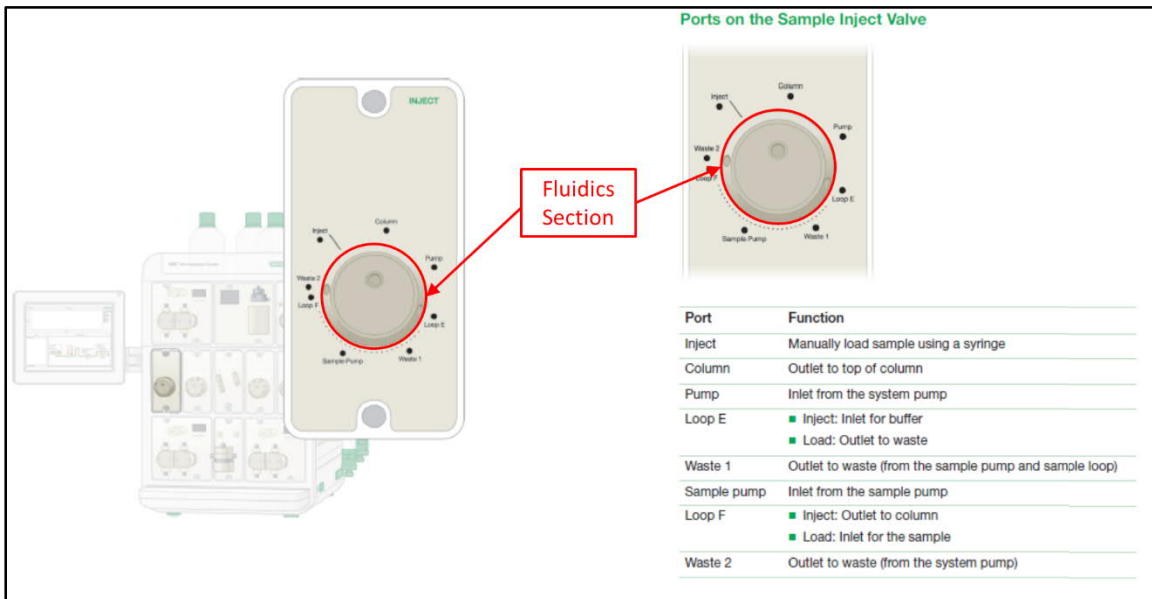 Ports on the Sample Inject Valve
INJECT
Column
Inject
Pump
Waste 2
Loop F
Loop E
Sample Pump
Waste 1
Fluidics
Section
Column
Inject
Pump
Waste 2
Loop F
Loop E
Sample Pump
Waste 1
Port Function
Inject Manually load sample using a syringe
Column Outlet to top of column
Pump Inlet from the system pump
Loop E ■ Inject: Inlet for buffer
■ Load: Outlet to waste
Waste 1 Outlet to waste (from the sample pump and sample loop)
Sample pump Inlet from the sample pump
Loop F ■ Inject: Outlet to column
■ Load: Inlet for the sample
Waste 2 Outlet to waste (from the system pump)